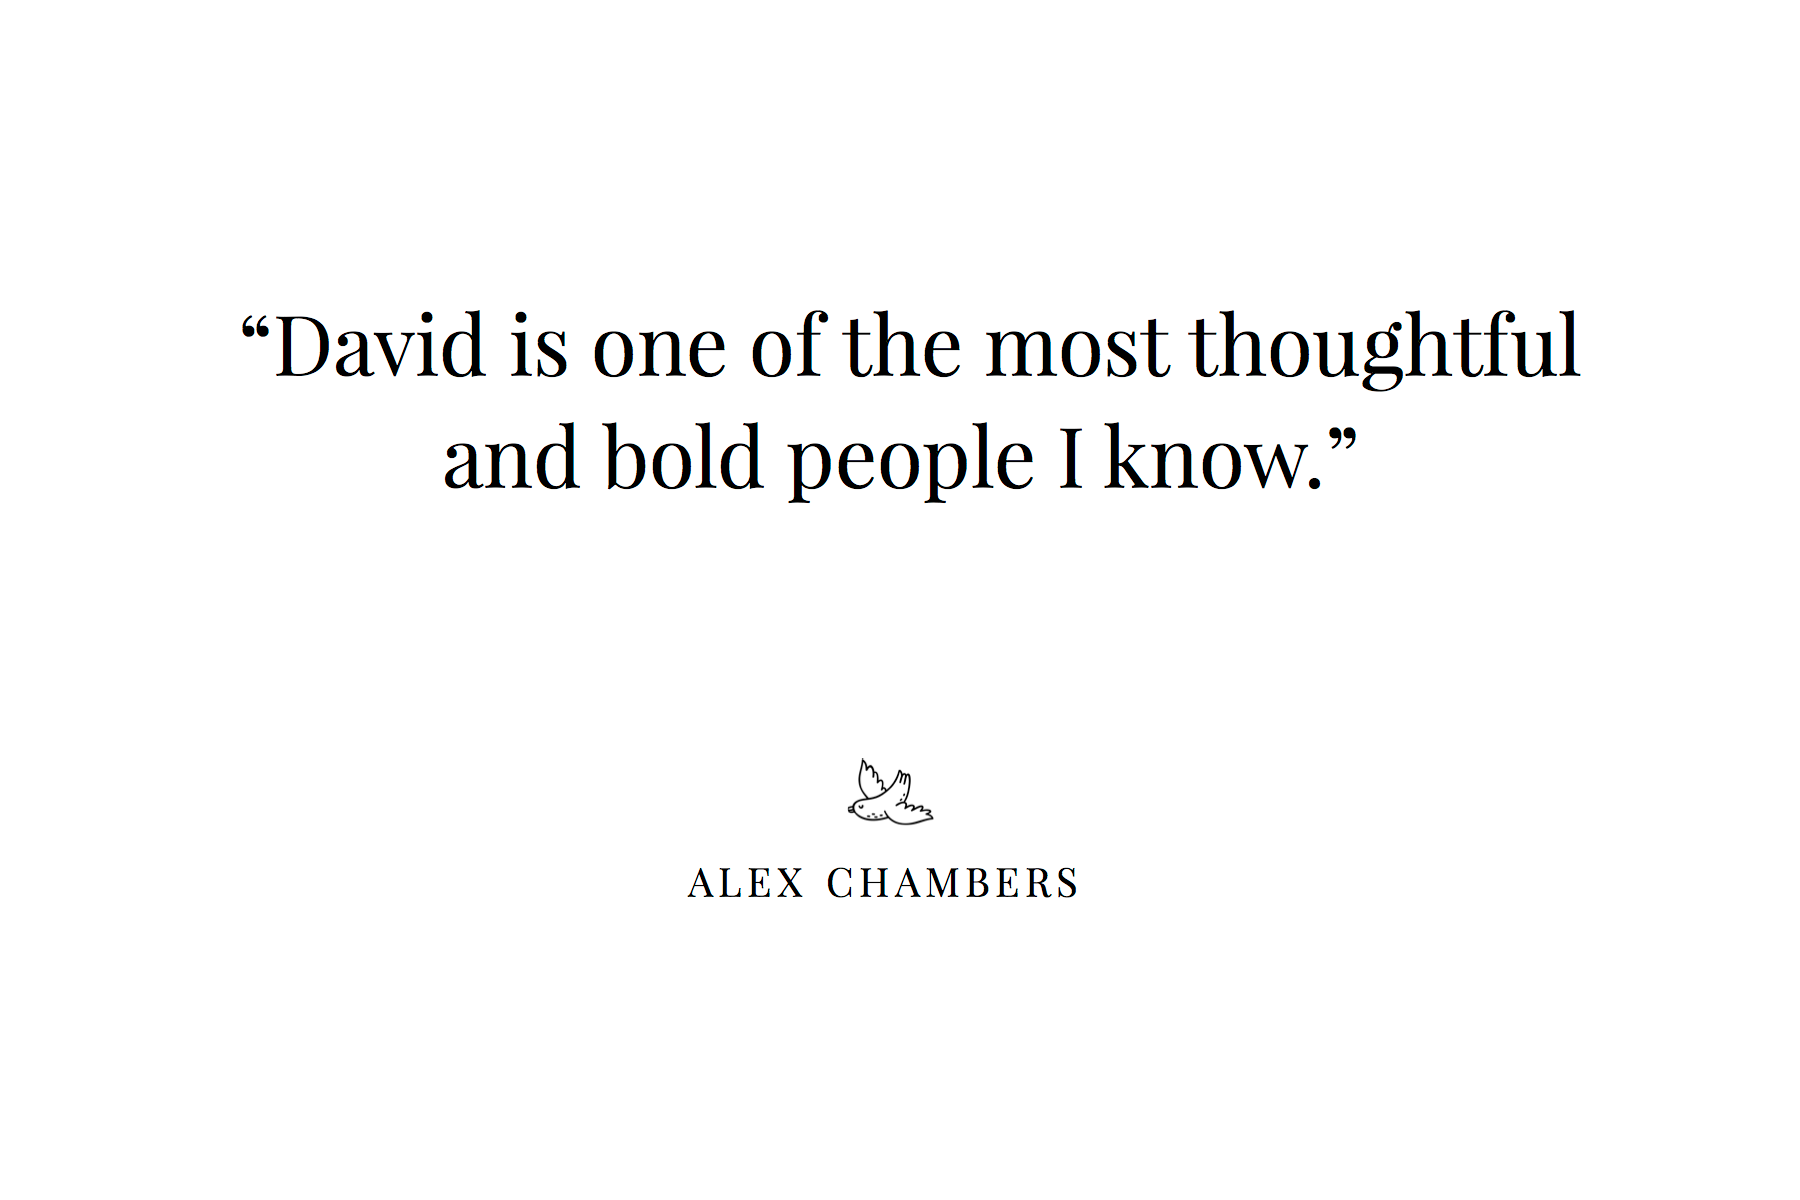 “David is one of the most thoughtful
and bold people I know.”
ALEX CHAMBERS